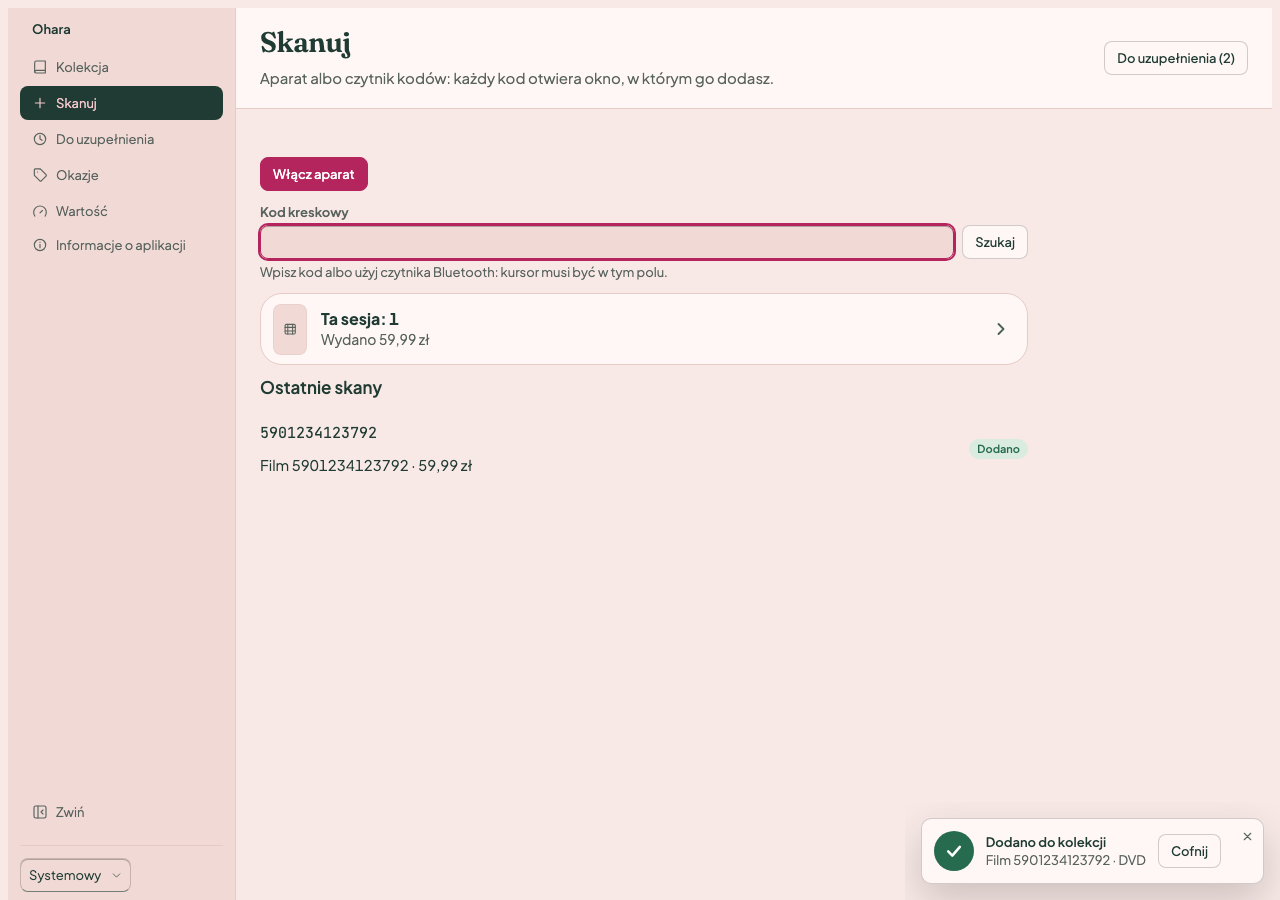 Ohara
Kolekcja
Skanuj
Do uzupełnienia
Okazje
Wartość
Informacje o aplikacji
Zwiń
Systemowy
Skanuj
Aparat albo czytnik kodów: każdy kod otwiera okno, w którym go dodasz.
Do uzupełnienia (2)
Włącz aparat
Kod kreskowy
Szukaj
Wpisz kod albo użyj czytnika Bluetooth: kursor musi być w tym polu.
Ta sesja: 1
Wydano 59,99 zł
Ostatnie skany
5901234123792
Film 5901234123792 · 59,99 zł
Dodano
Dodano do kolekcji
Film 5901234123792 · DVD
Cofnij